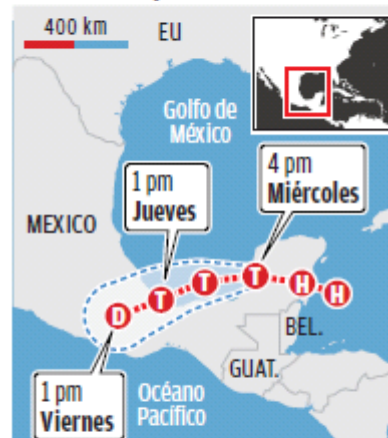 400 km
EU
Golfo de
México
4 pm
Miércoles
1 pm
Jueves
MEXICO
D T T T H H
BEL.
GUAT.
1 pm
Viernes
Océano
Pacífico